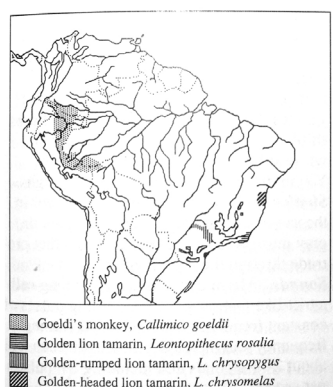 Goeldi's monkey, Callimico goeldii
Golden lion tamarin, Leontopithecus rosalia
Golden-rumped lion tamarin, L. chrysopygus
Golden-headed lion tamarin, L. chrysomelas